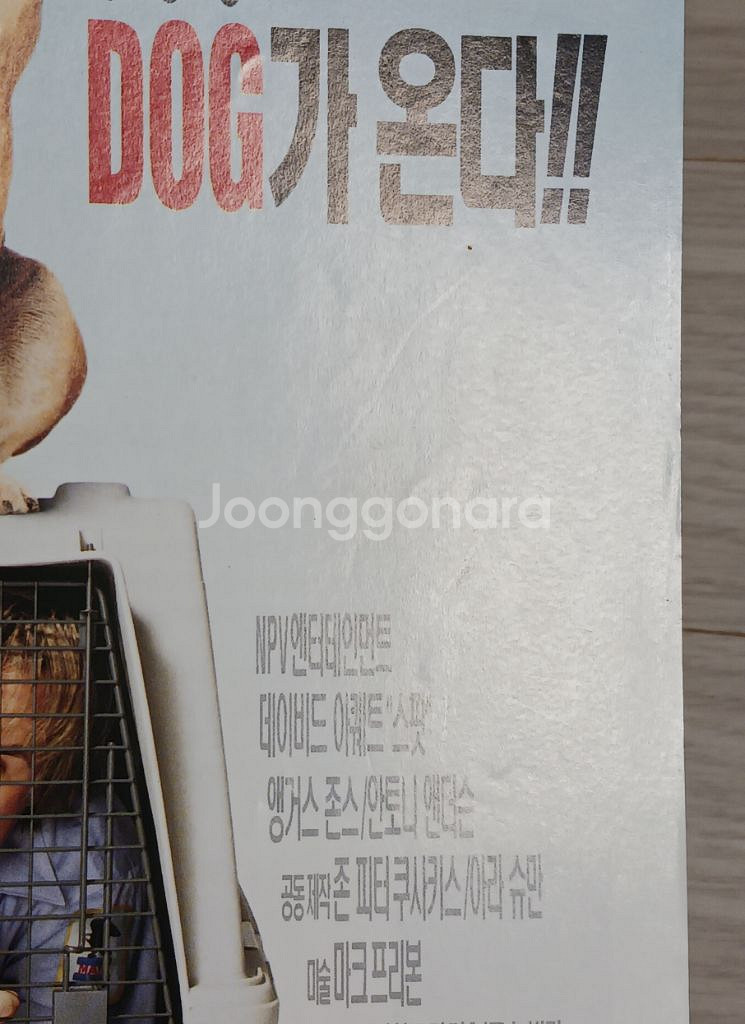 DOG가 온다!!
Joonggonara
NPV엔터테인먼트
데이비드 아퀘트 "스팟"
앵거스 존스/안토니 앤더슨
공동제작 존 피터 쿠사키스/아라 슈만
미술 마크 프리본